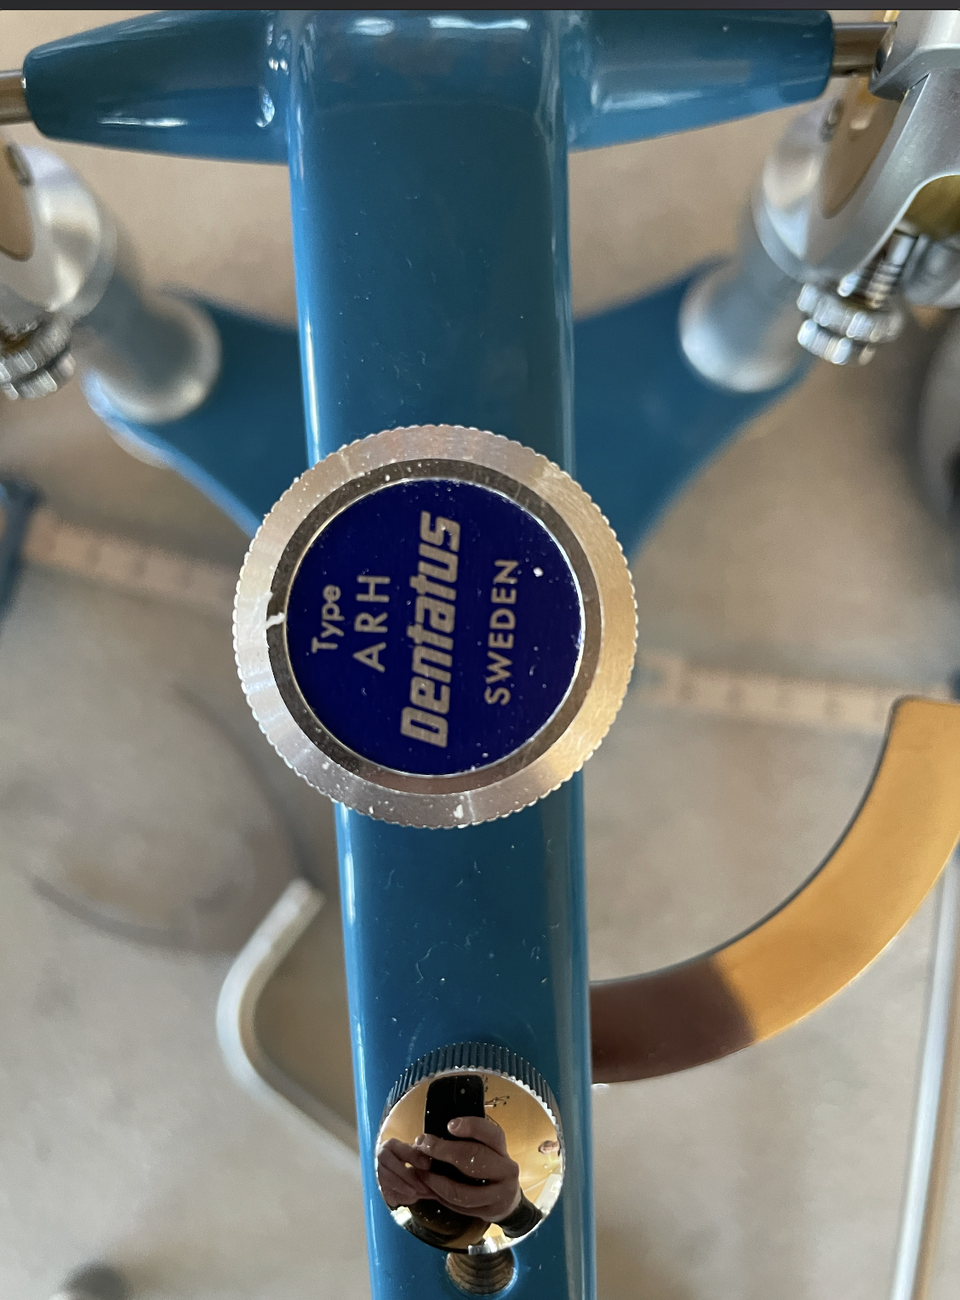 Type
ARH
Dentatus
SWEDEN